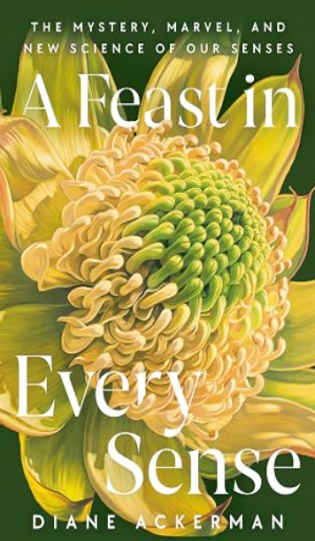 THE MYSTERY, MARVEL, AND
NEW SCIENCE OF OUR SENSES
A Feast in
Every
Sense
DIANE ACKERMAN